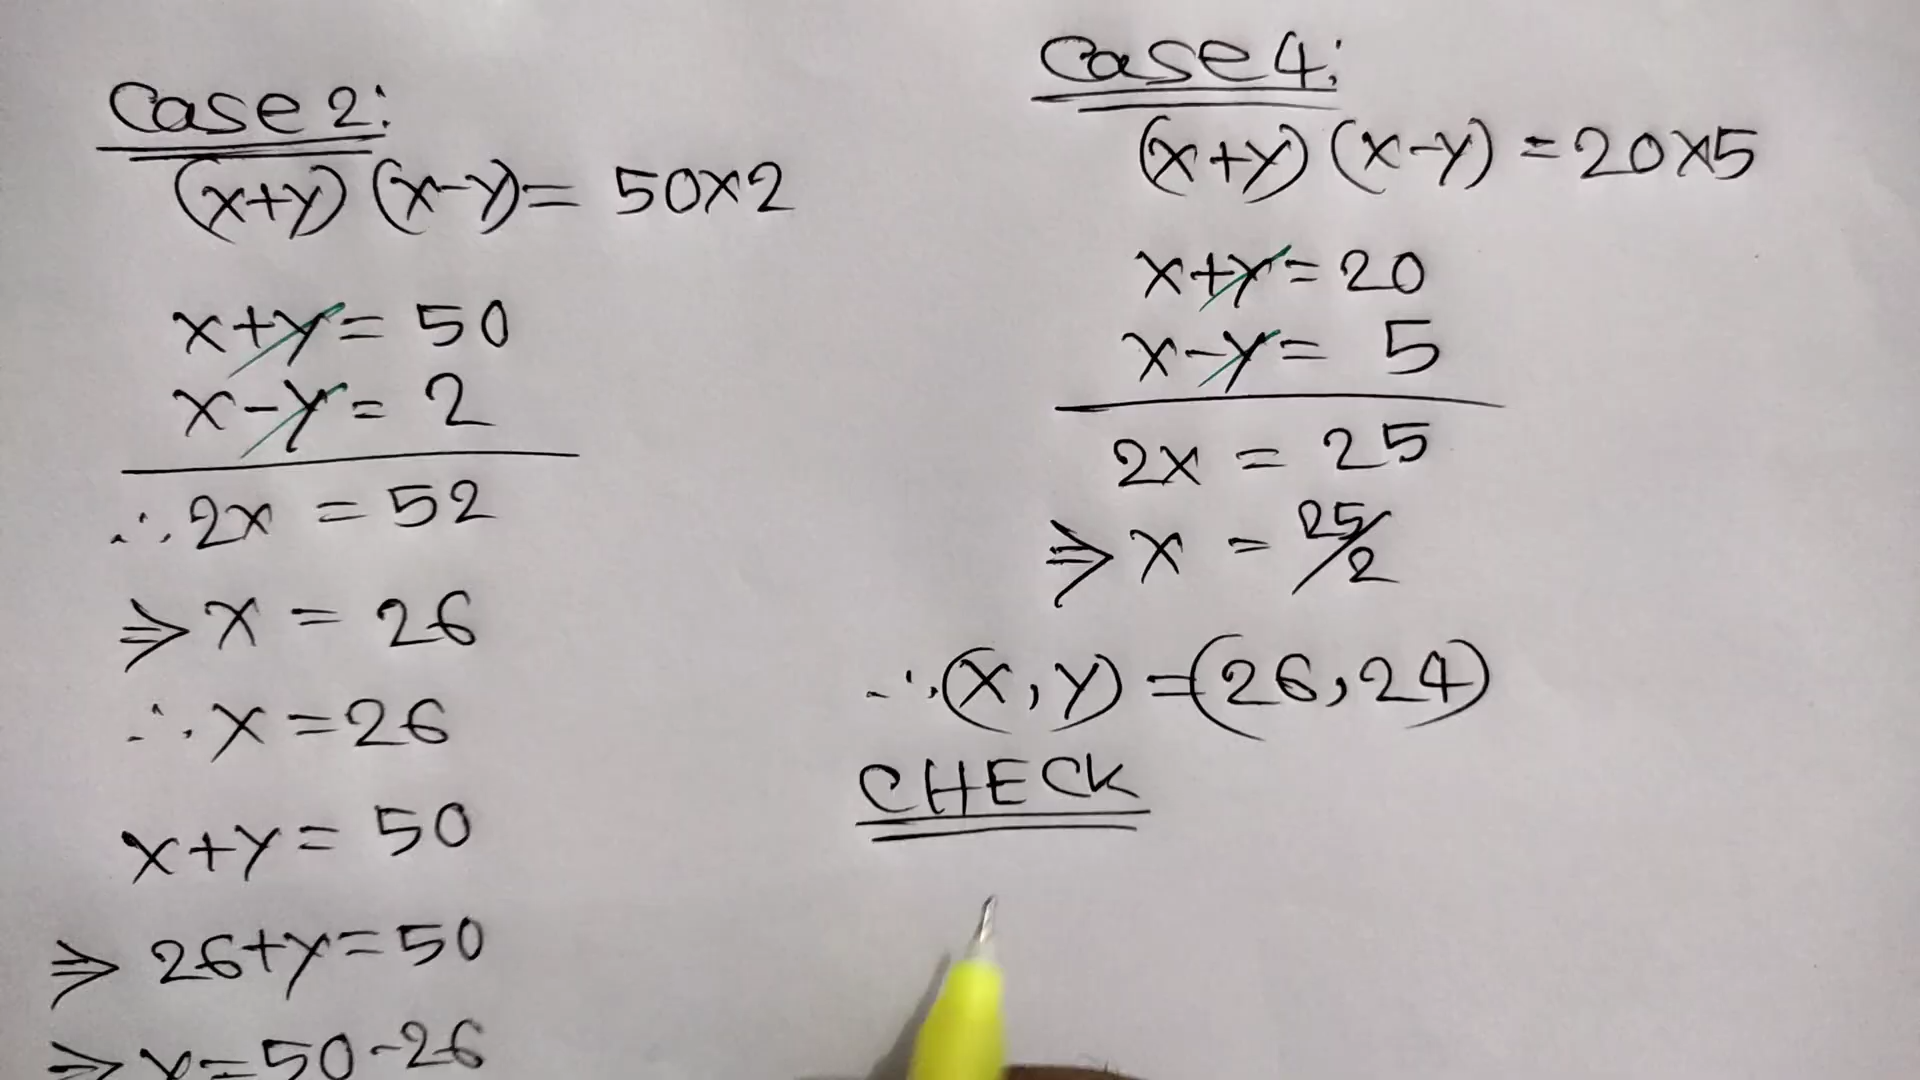 Case 2:
(x+y) (x-y) = 50×2
x+y = 50
x-y = 2
∴ 2x = 52
⇒ x = 26
∴ x = 26
x+y = 50
⇒ 26+y = 50
⇒ y = 50-26
Case 4:
(x+y) (x-y) = 20×5
x+y = 20
x-y = 5
2x = 25
⇒ x = 25/2
∴ (x, y) = (26, 24)
CHECK